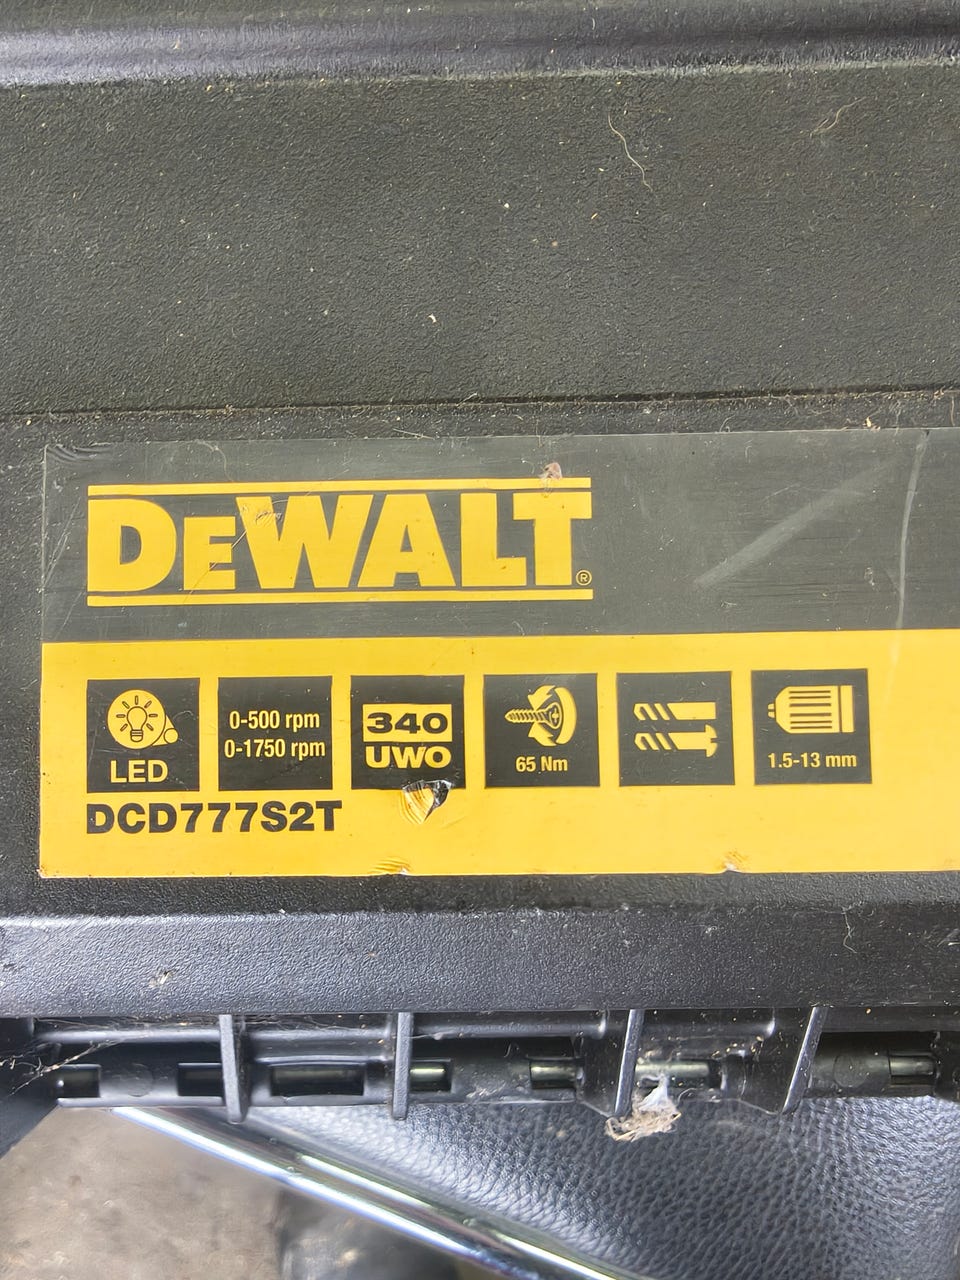 DEWALT®
LED
0-500 rpm
0-1750 rpm
340
UWO
65 Nm
1.5-13 mm
DCD777S2T